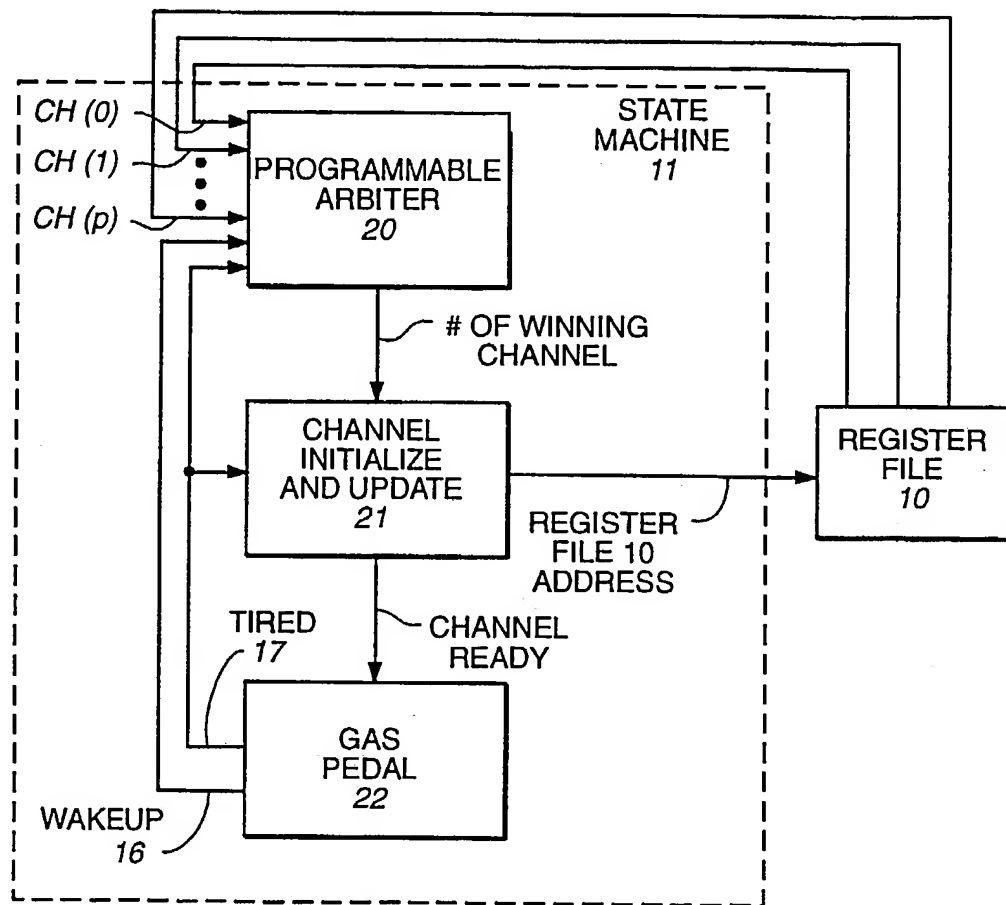 CH (0)
CH (1)
CH (p)
STATE
MACHINE
11
PROGRAMMABLE
ARBITER
20
# OF WINNING
CHANNEL
CHANNEL
INITIALIZE
AND UPDATE
21
REGISTER
FILE
10
REGISTER
FILE 10
ADDRESS
TIRED
17
CHANNEL
READY
GAS
PEDAL
22
WAKEUP
16